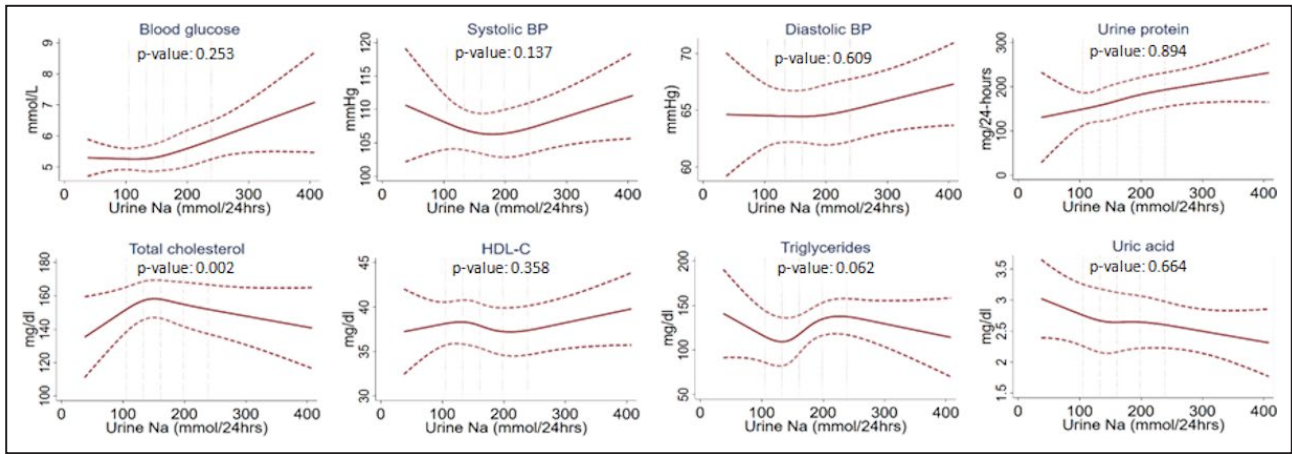 Blood glucose
p-value: 0.253
mmol/L
9
8
7
6
5
0 100 200 300 400
Urine Na (mmol/24hrs)
Systolic BP
p-value: 0.137
mmHg
120
115
110
105
100
0 100 200 300 400
Urine Na (mmol/24hrs)
Diastolic BP
p-value: 0.609
mmHg)
70
65
60
0 100 200 300 400
Urine Na (mmol/24hrs)
Urine protein
p-value: 0.894
mg/24-hours
300
200
100
0
0 100 200 300 400
Urine Na (mmol/24hrs)
Total cholesterol
p-value: 0.002
mg/dl
180
160
140
120
100
0 100 200 300 400
Urine Na (mmol/24hrs)
HDL-C
p-value: 0.358
mg/dl
45
40
35
30
0 100 200 300 400
Urine Na (mmol/24hrs)
Triglycerides
p-value: 0.062
mg/dl
200
150
100
50
0 100 200 300 400
Urine Na (mmol/24hrs)
Uric acid
p-value: 0.664
mg/dl
3.5
3
2.5
2
1.5
0 100 200 300 400
Urine Na (mmol/24hrs)